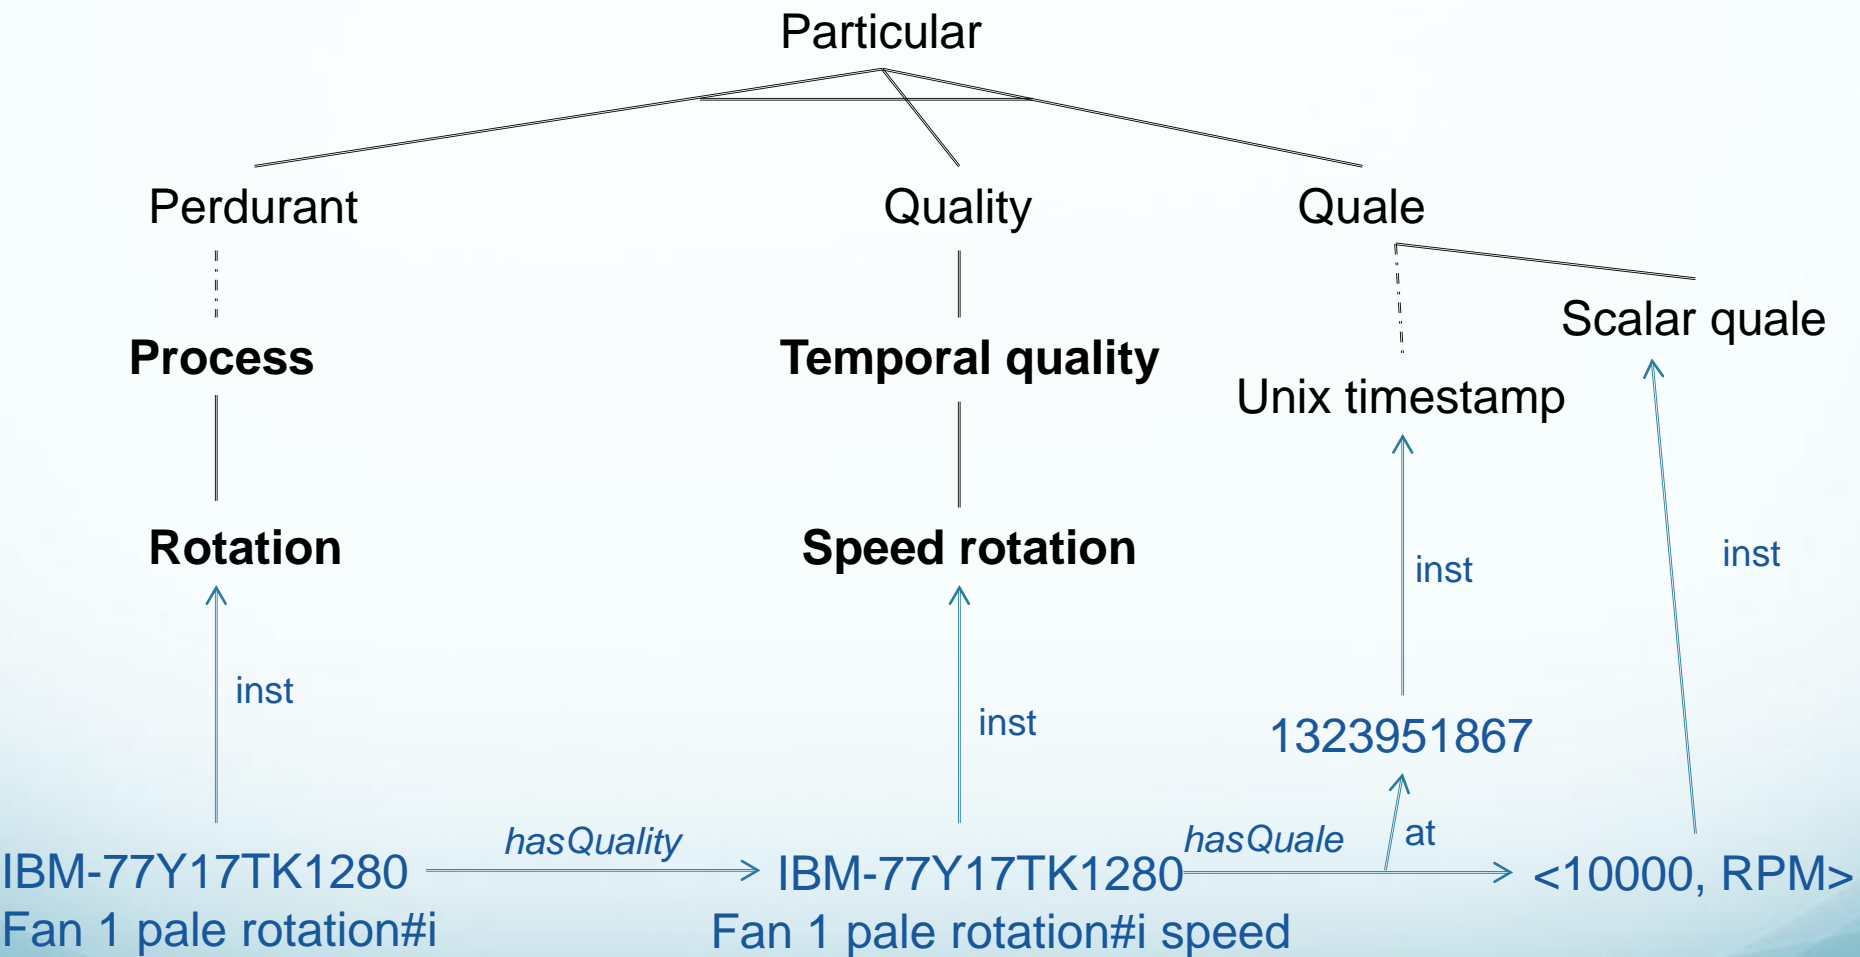 Particular
Perdurant
Quality
Quale
Scalar quale
Process
Temporal quality
Unix timestamp
Rotation
Speed rotation
inst
inst
inst
inst
1323951867
hasQuality
hasQuale
at
IBM-77Y17TK1280
Fan 1 pale rotation#i
IBM-77Y17TK1280
Fan 1 pale rotation#i speed
<10000, RPM>